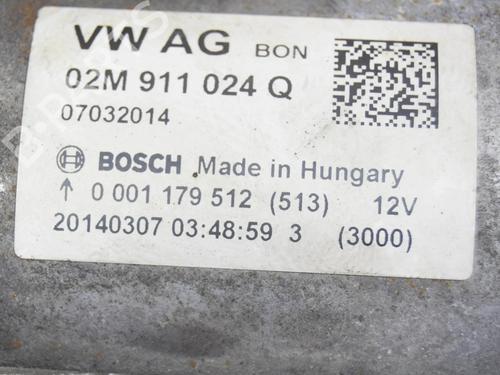 VW AG BON
02M 911 024 Q
07032014
BOSCH Made in Hungary
↑ 0 001 179 512 (513) 12V
20140307 03:48:59 3 (3000)